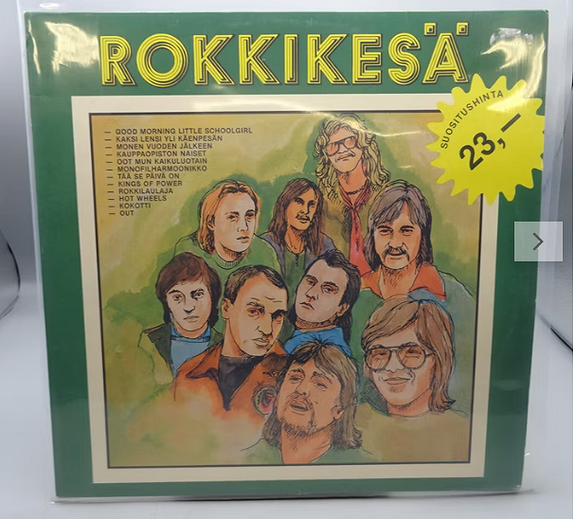 ROKKIKESÄ
SUOSITUSHINTA
23,—
— GOOD MORNING LITTLE SCHOOLGIRL
— KAKSI LENSI YLI KÄENPESÄN
— MONEN VUODEN JÄLKEEN
— KAUPPAOPISTON NAISET
— OOT MUN KAIKULUOTAIN
— MONOFILHARMOONIKKO
— TÄÄ SE PÄIVÄ ON
— KINGS OF POWER
— ROKKILAULAJA
— HOT WHEELS
— KOKOTTI
— OUT